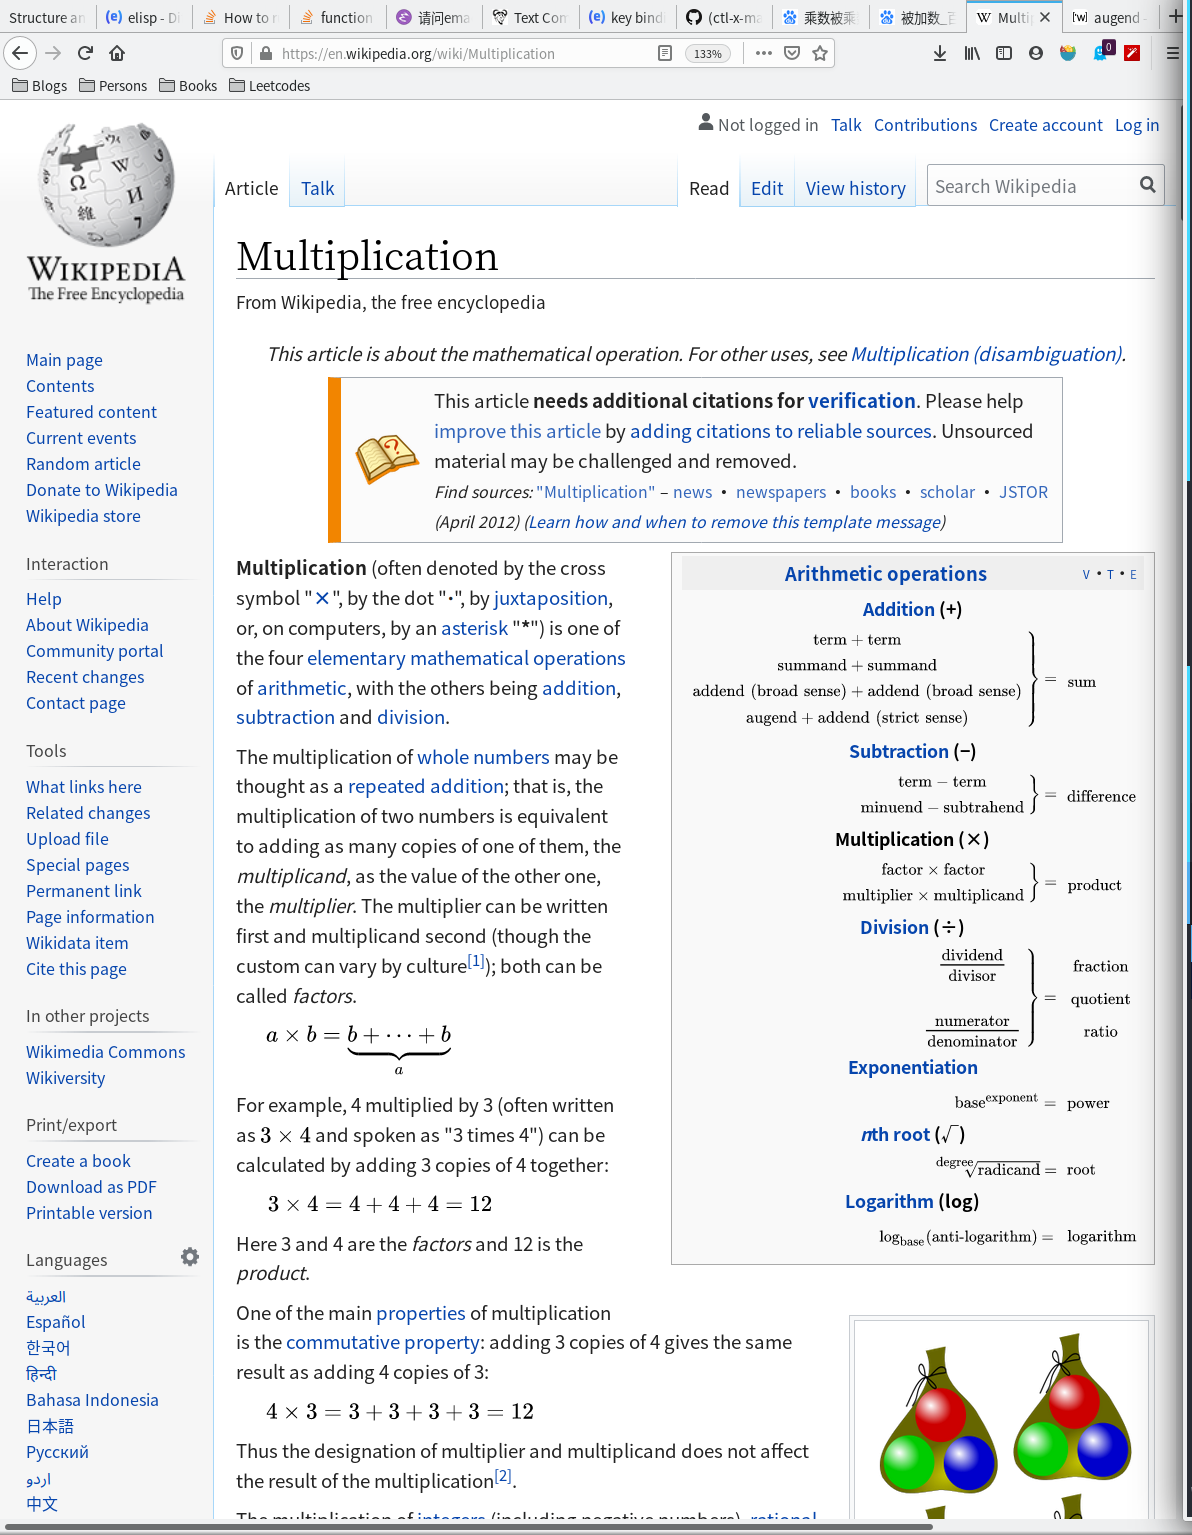 Structure an
elisp - Di
How to r
function
请问ema
Text Con
key bindi
(ctl-x-ma
乘数被乘
被加数_百
Multip
augend -
https://en.wikipedia.org/wiki/Multiplication
133%
0
Blogs Persons Books Leetcodes
Not logged in Talk Contributions Create account Log in
WIKIPEDIA
The Free Encyclopedia
Article Talk Read Edit View history Search Wikipedia
Multiplication
From Wikipedia, the free encyclopedia
This article is about the mathematical operation. For other uses, see Multiplication (disambiguation).
This article needs additional citations for verification. Please help
improve this article by adding citations to reliable sources. Unsourced
material may be challenged and removed.
Find sources: "Multiplication" – news • newspapers • books • scholar • JSTOR
(April 2012) (Learn how and when to remove this template message)
Main page
Contents
Featured content
Current events
Random article
Donate to Wikipedia
Wikipedia store
Interaction
Help
About Wikipedia
Community portal
Recent changes
Contact page
Tools
What links here
Related changes
Upload file
Special pages
Permanent link
Page information
Wikidata item
Cite this page
In other projects
Wikimedia Commons
Wikiversity
Print/export
Create a book
Download as PDF
Printable version
Languages
العربية
Español
한국어
हिन्दी
Bahasa Indonesia
日本語
Русский
اردو
中文
Multiplication (often denoted by the cross
symbol "×", by the dot "⋅", by juxtaposition,
or, on computers, by an asterisk "*") is one of
the four elementary mathematical operations
of arithmetic, with the others being addition,
subtraction and division.
The multiplication of whole numbers may be
thought as a repeated addition; that is, the
multiplication of two numbers is equivalent
to adding as many copies of one of them, the
multiplicand, as the value of the other one,
the multiplier. The multiplier can be written
first and multiplicand second (though the
custom can vary by culture[1]); both can be
called factors.
a × b = b + ⋯ + b
a
For example, 4 multiplied by 3 (often written
as 3 × 4 and spoken as "3 times 4") can be
calculated by adding 3 copies of 4 together:
3 × 4 = 4 + 4 + 4 = 12
Here 3 and 4 are the factors and 12 is the
product.
One of the main properties of multiplication
is the commutative property: adding 3 copies of 4 gives the same
result as adding 4 copies of 3:
4 × 3 = 3 + 3 + 3 + 3 = 12
Thus the designation of multiplier and multiplicand does not affect
the result of the multiplication[2].
The multiplication of integers (including negative numbers), rational
Arithmetic operations V • T • E
Addition (+)
term + term
summand + summand
addend (broad sense) + addend (broad sense)
augend + addend (strict sense)
= sum
Subtraction (−)
term − term
minuend − subtrahend
= difference
Multiplication (×)
factor × factor
multiplier × multiplicand
= product
Division (÷)
dividend
divisor
numerator
denominator
=
fraction
quotient
ratio
Exponentiation
base exponent = power
nth root (√)
degree √radicand = root
Logarithm (log)
log base (anti-logarithm) = logarithm